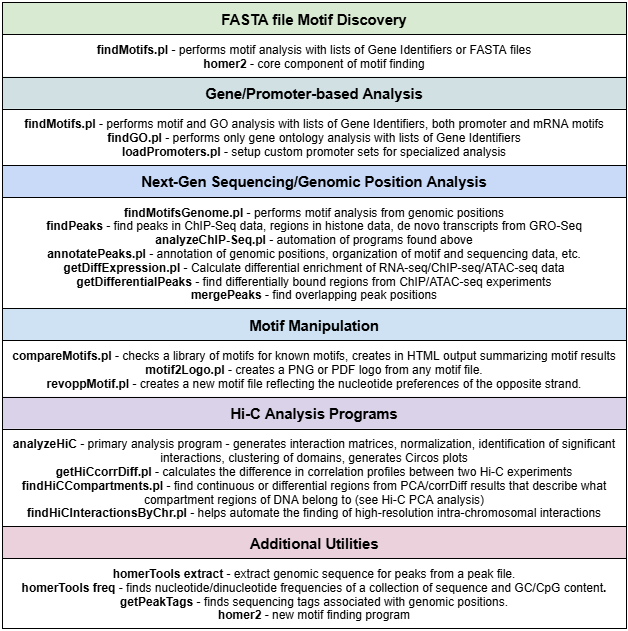 FASTA file Motif Discovery
findMotifs.pl - performs motif analysis with lists of Gene Identifiers or FASTA files
homer2 - core component of motif finding
Gene/Promoter-based Analysis
findMotifs.pl - performs motif and GO analysis with lists of Gene Identifiers, both promoter and mRNA motifs
findGO.pl - performs only gene ontology analysis with lists of Gene Identifiers
loadPromoters.pl - setup custom promoter sets for specialized analysis
Next-Gen Sequencing/Genomic Position Analysis
findMotifsGenome.pl - performs motif analysis from genomic positions
findPeaks - find peaks in ChIP-Seq data, regions in histone data, de novo transcripts from GRO-Seq
analyzeChIP-Seq.pl - automation of programs found above
annotatePeaks.pl - annotation of genomic positions, organization of motif and sequencing data, etc.
getDiffExpression.pl - Calculate differential enrichment of RNA-seq/ChIP-seq/ATAC-seq data
getDifferentialPeaks - find differentially bound regions from ChIP/ATAC-seq experiments
mergePeaks - find overlapping peak positions
Motif Manipulation
compareMotifs.pl - checks a library of motifs for known motifs, creates in HTML output summarizing motif results
motif2Logo.pl - creates a PNG or PDF logo from any motif file.
revoppMotif.pl - creates a new motif file reflecting the nucleotide preferences of the opposite strand.
Hi-C Analysis Programs
analyzeHiC - primary analysis program - generates interaction matrices, normalization, identification of significant
interactions, clustering of domains, generates Circos plots
getHiCcorrDiff.pl - calculates the difference in correlation profiles between two Hi-C experiments
findHiCCompartments.pl - find continuous or differential regions from PCA/corrDiff results that describe what
compartment regions of DNA belong to (see Hi-C PCA analysis)
findHiCInteractionsByChr.pl - helps automate the finding of high-resolution intra-chromosomal interactions
Additional Utilities
homerTools extract - extract genomic sequence for peaks from a peak file.
homerTools freq - finds nucleotide/dinucleotide frequencies of a collection of sequence and GC/CpG content.
getPeakTags - finds sequencing tags associated with genomic positions.
homer2 - new motif finding program